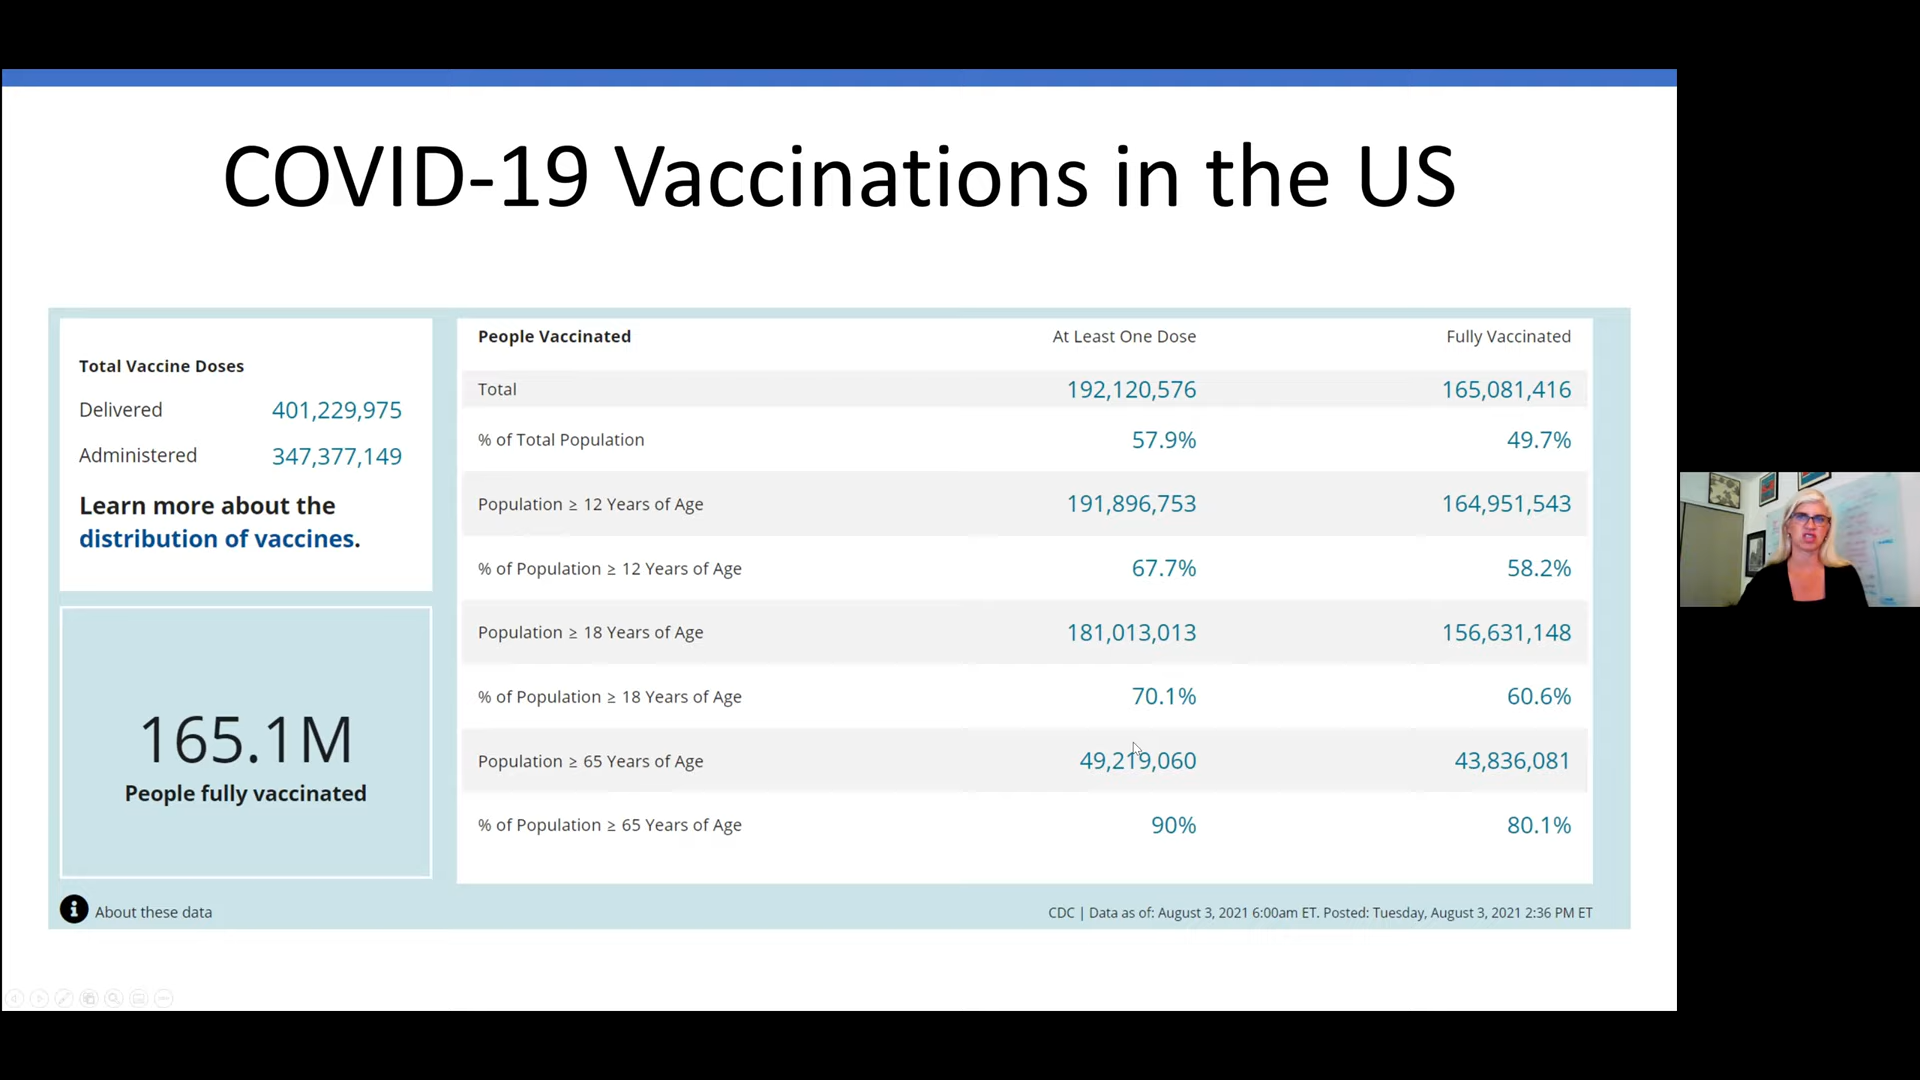 COVID-19 Vaccinations in the US
Total Vaccine Doses
Delivered 401,229,975
Administered 347,377,149
Learn more about the
distribution of vaccines.
165.1M
People fully vaccinated
People Vaccinated At Least One Dose Fully Vaccinated
Total 192,120,576 165,081,416
% of Total Population 57.9% 49.7%
Population ≥ 12 Years of Age 191,896,753 164,951,543
% of Population ≥ 12 Years of Age 67.7% 58.2%
Population ≥ 18 Years of Age 181,013,013 156,631,148
% of Population ≥ 18 Years of Age 70.1% 60.6%
Population ≥ 65 Years of Age 49,219,060 43,836,081
% of Population ≥ 65 Years of Age 90% 80.1%
i About these data
CDC | Data as of: August 3, 2021 6:00am ET. Posted: Tuesday, August 3, 2021 2:36 PM ET